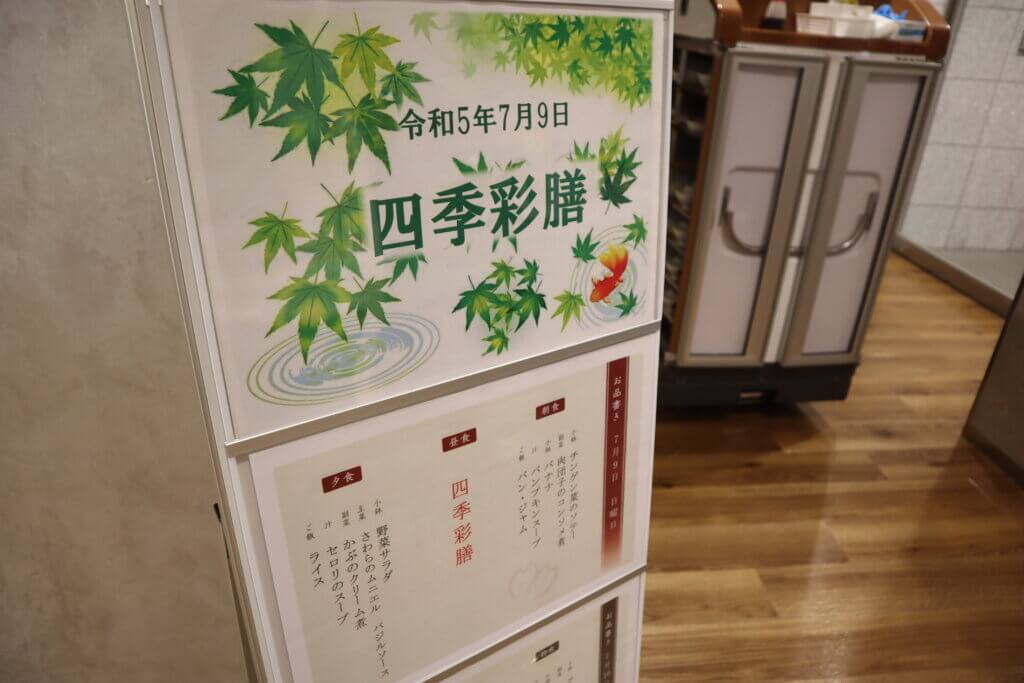 令和5年7月9日
四季彩膳
お品書き 7月9日 日曜日
朝食
小鉢 チンゲン菜のソテー
副菜 肉団子のコンソメ煮
小鉢 バナナ
汁 パンプキンスープ
ご飯 パン・ジャム
昼食
四季彩膳
夕食
小鉢 野菜サラダ
主菜 さわらのムニエル バジルソース
副菜 かぶのクリーム煮
汁 セロリのスープ
ご飯 ライス
お品書き 7月